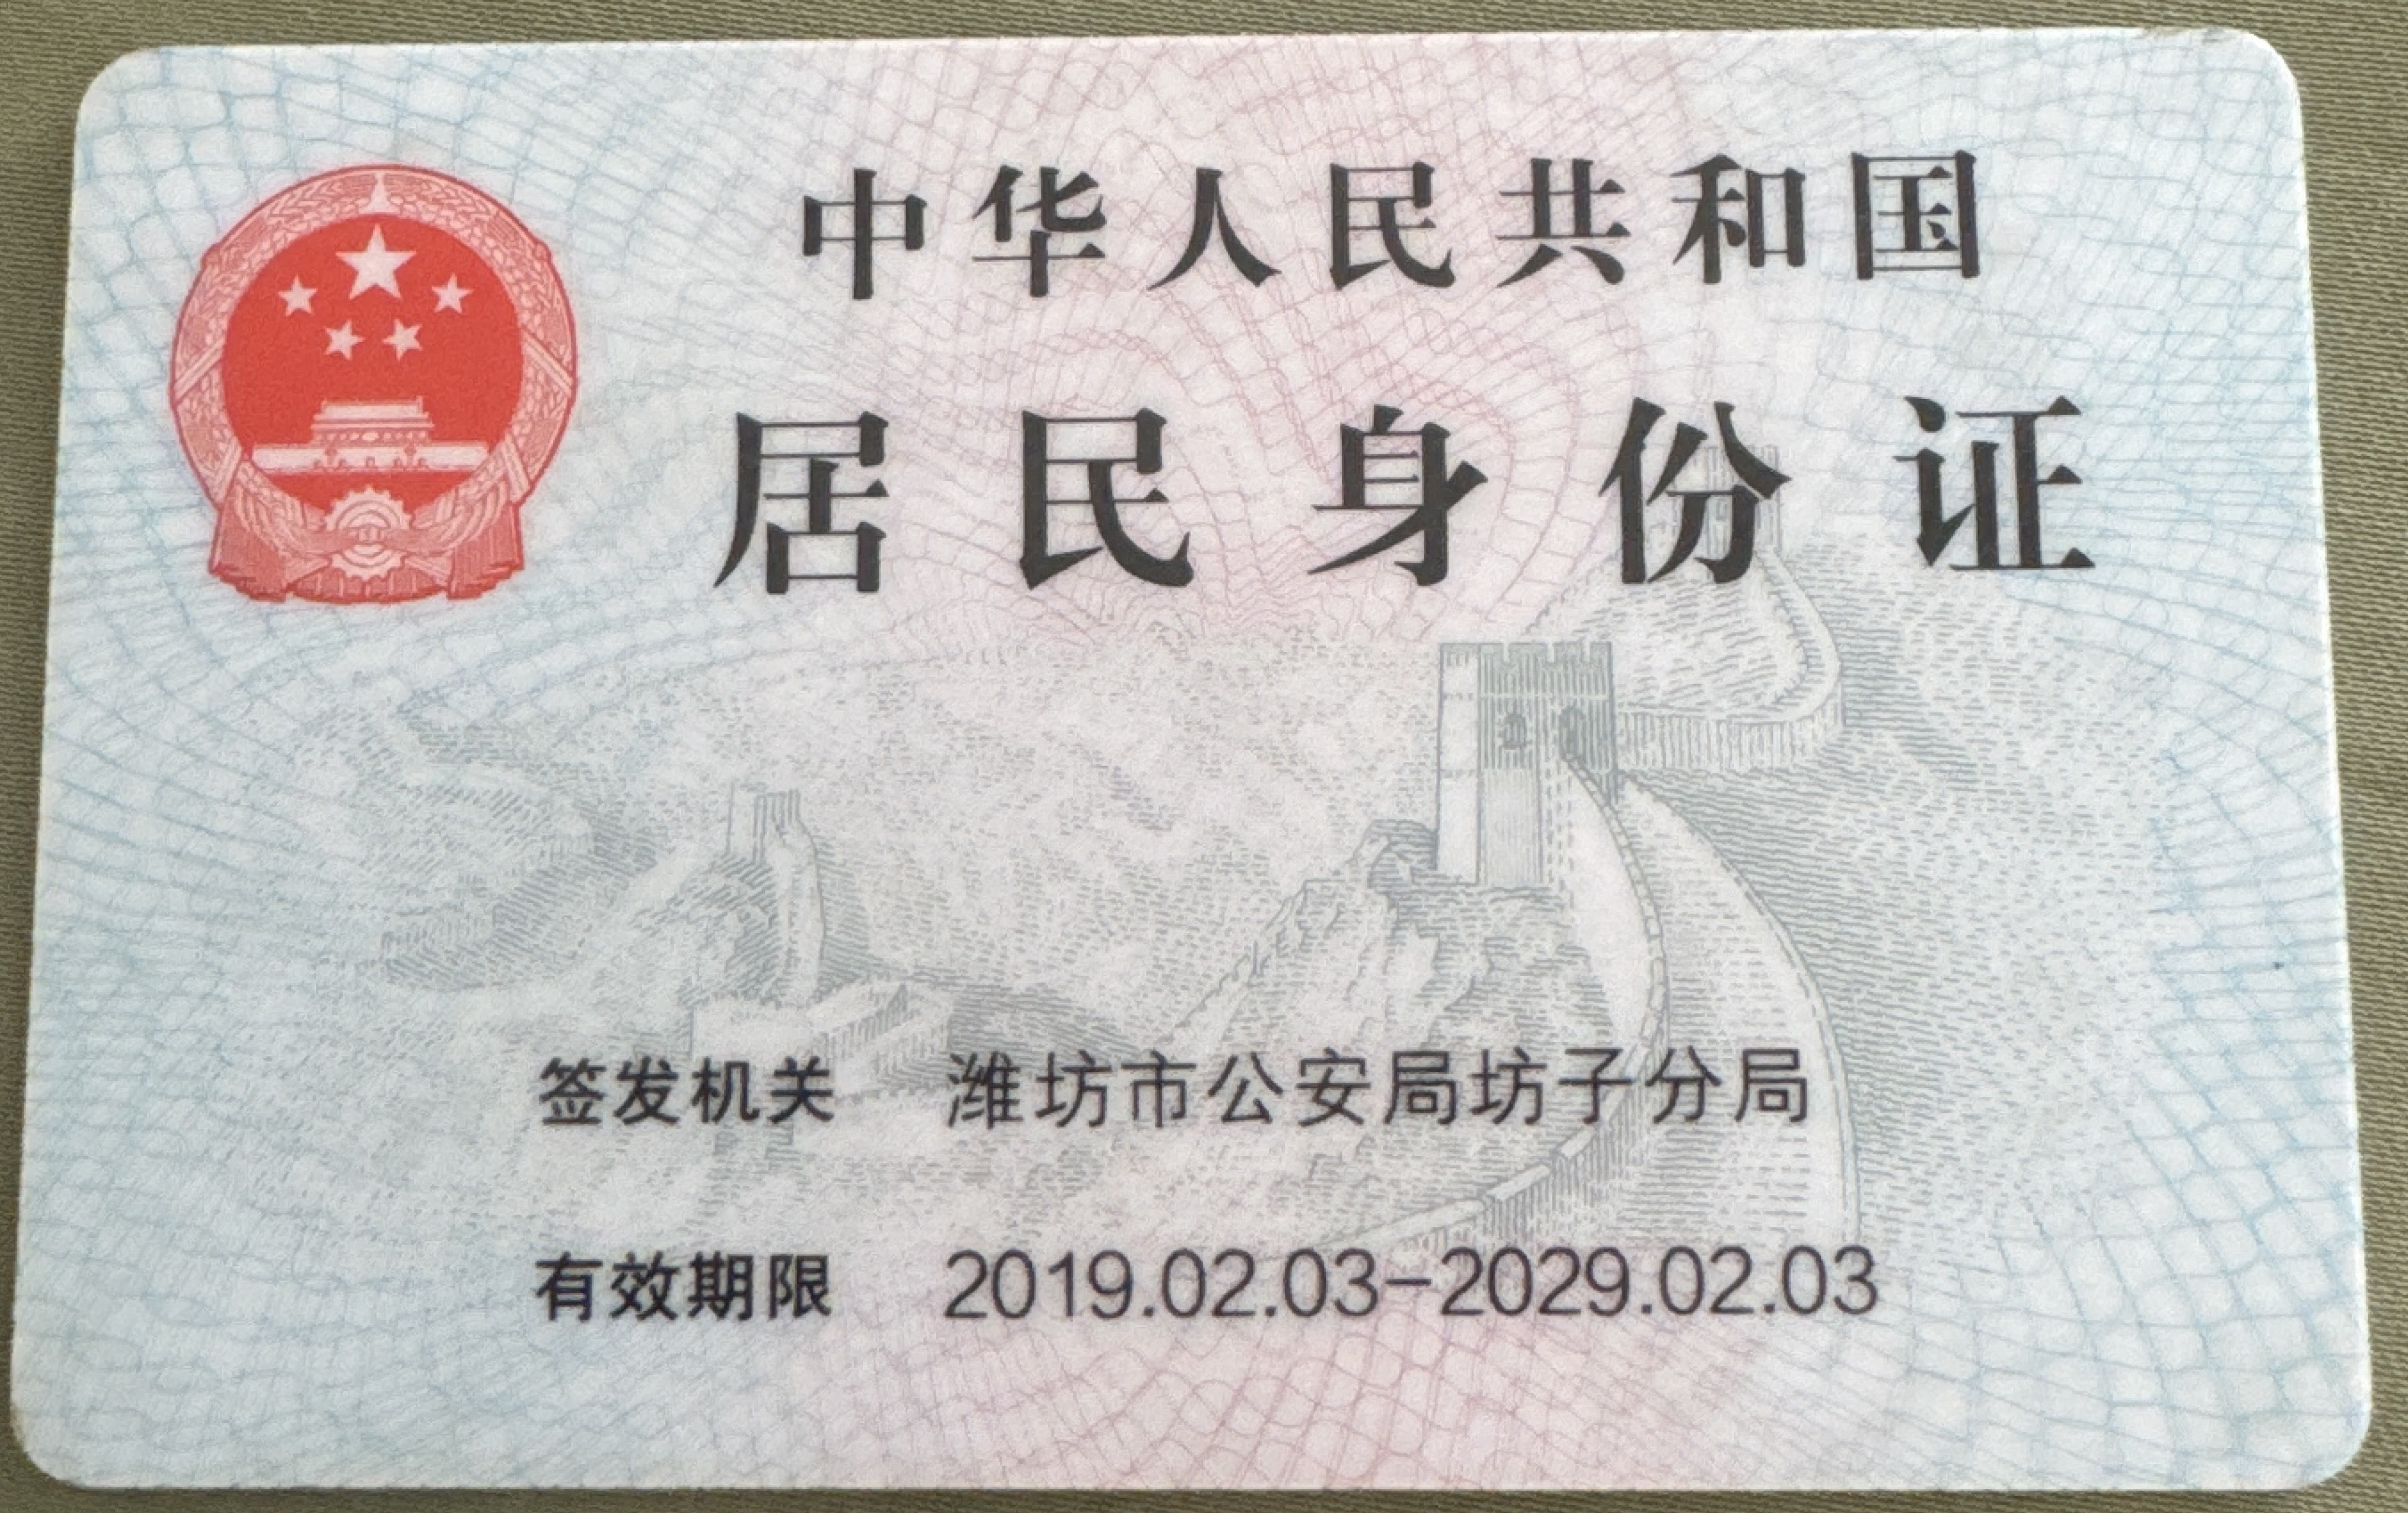 中华人民共和国
居民身份证
签发机关 潍坊市公安局坊子分局
有效期限 2019.02.03-2029.02.03